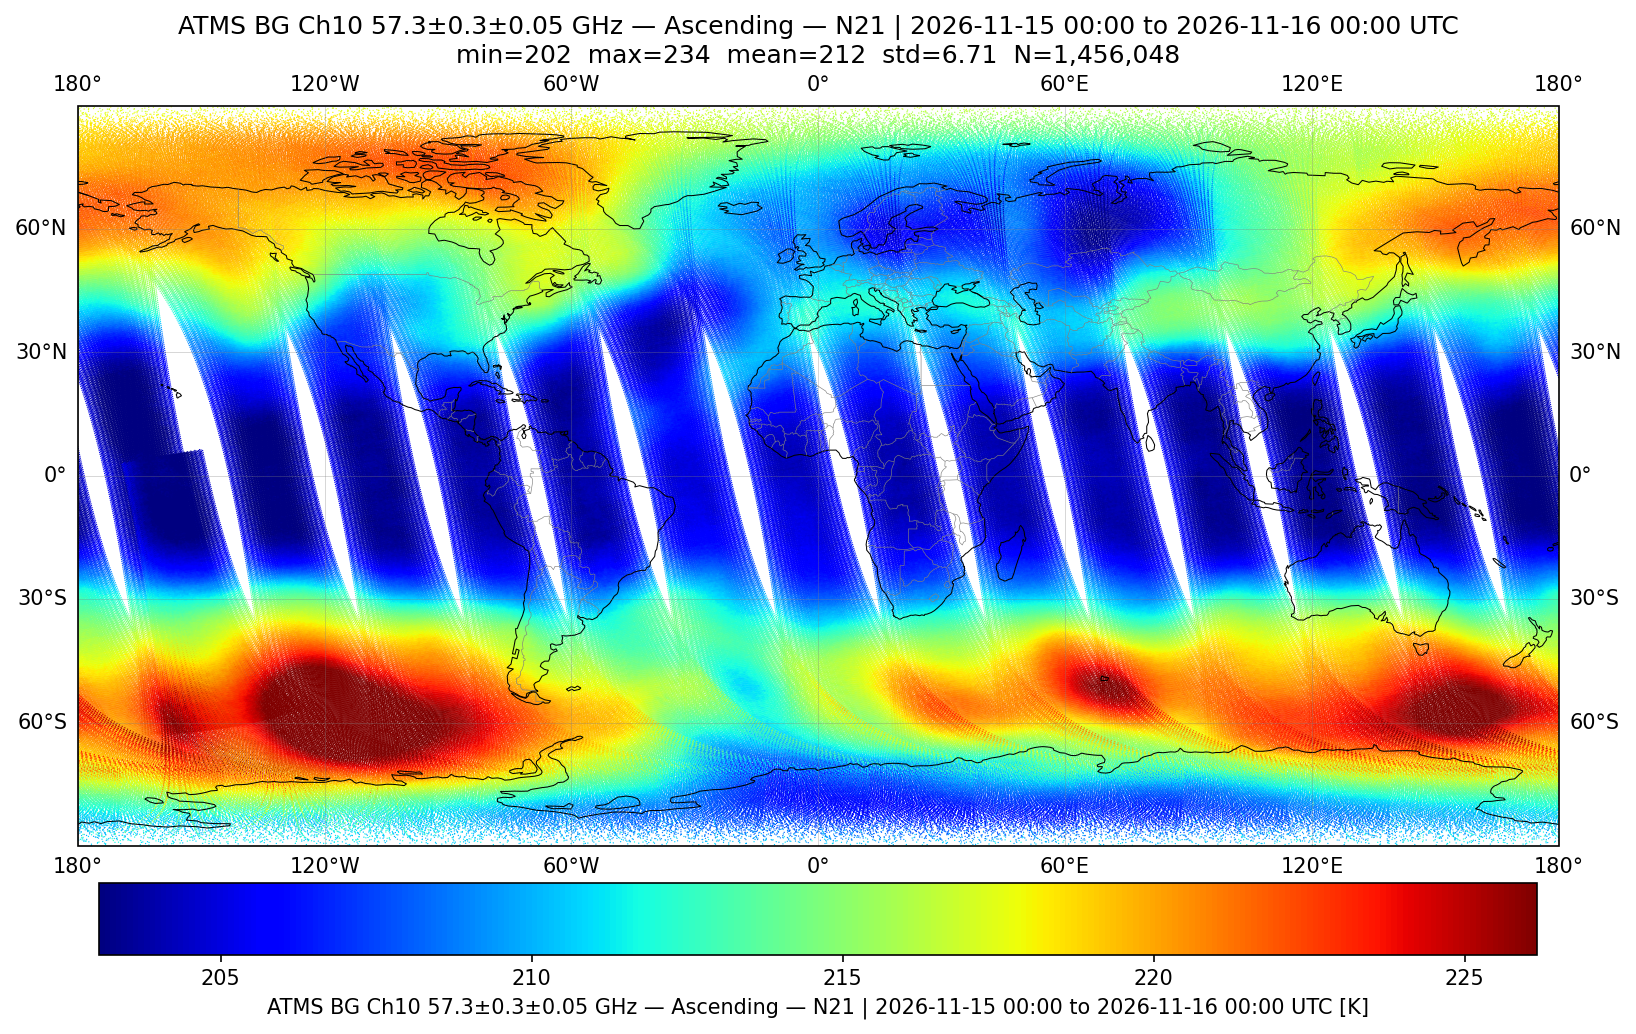 ATMS BG Ch10 57.3±0.3±0.05 GHz — Ascending — N21 | 2026-11-15 00:00 to 2026-11-16 00:00 UTC
min=202 max=234 mean=212 std=6.71 N=1,456,048
180° 120°W 60°W 0° 60°E 120°E 180°
60°N 60°N
30°N 30°N
0° 0°
30°S 30°S
60°S 60°S
180° 120°W 60°W 0° 60°E 120°E 180°
205 210 215 220 225
ATMS BG Ch10 57.3±0.3±0.05 GHz — Ascending — N21 | 2026-11-15 00:00 to 2026-11-16 00:00 UTC [K]